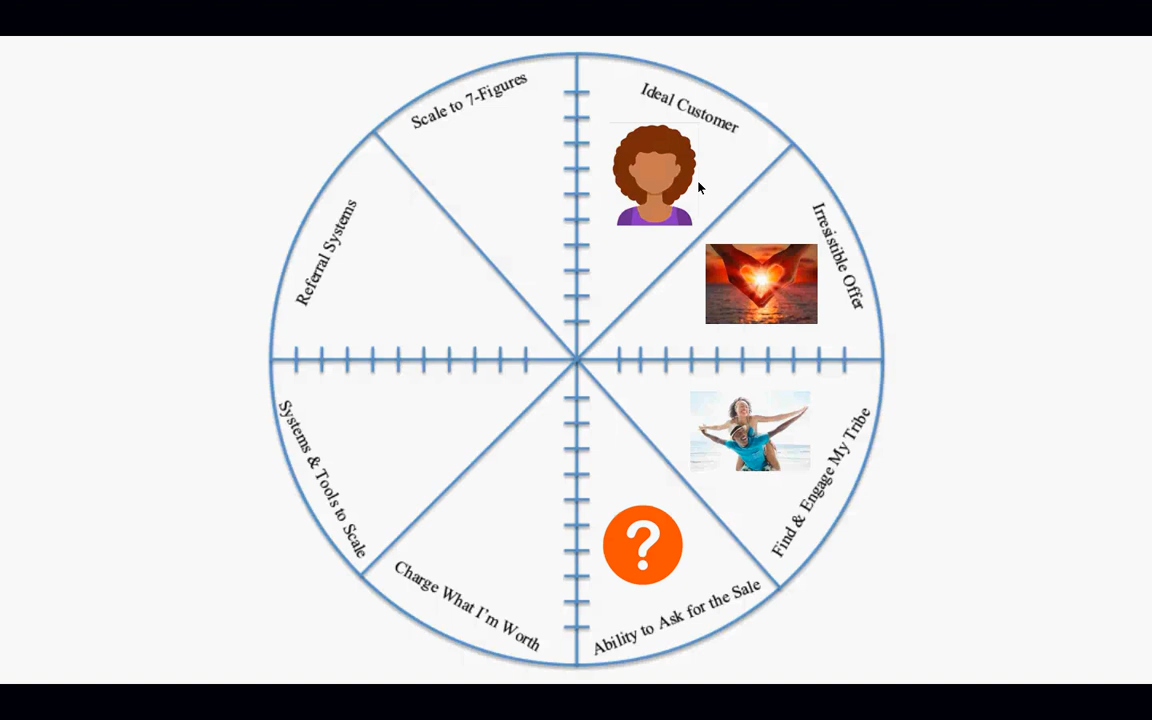 Scale to 7-Figures
Ideal Customer
Irresistible Offer
Find & Engage My Tribe
Ability to Ask for the Sale
Charge What I'm Worth
Systems & Tools to Scale
Referral Systems
?